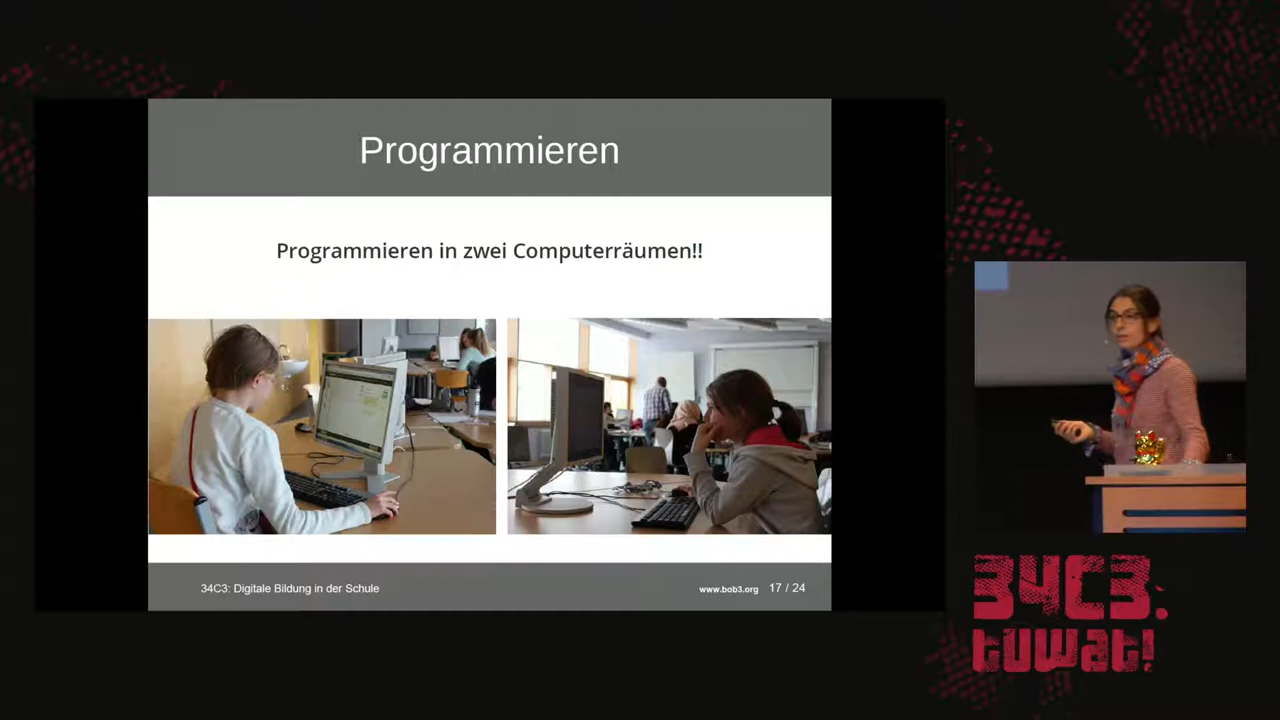 Programmieren
Programmieren in zwei Computerräumen!!
34C3: Digitale Bildung in der Schule
www.bob3.org
17 / 24
34C3.
tuwat!